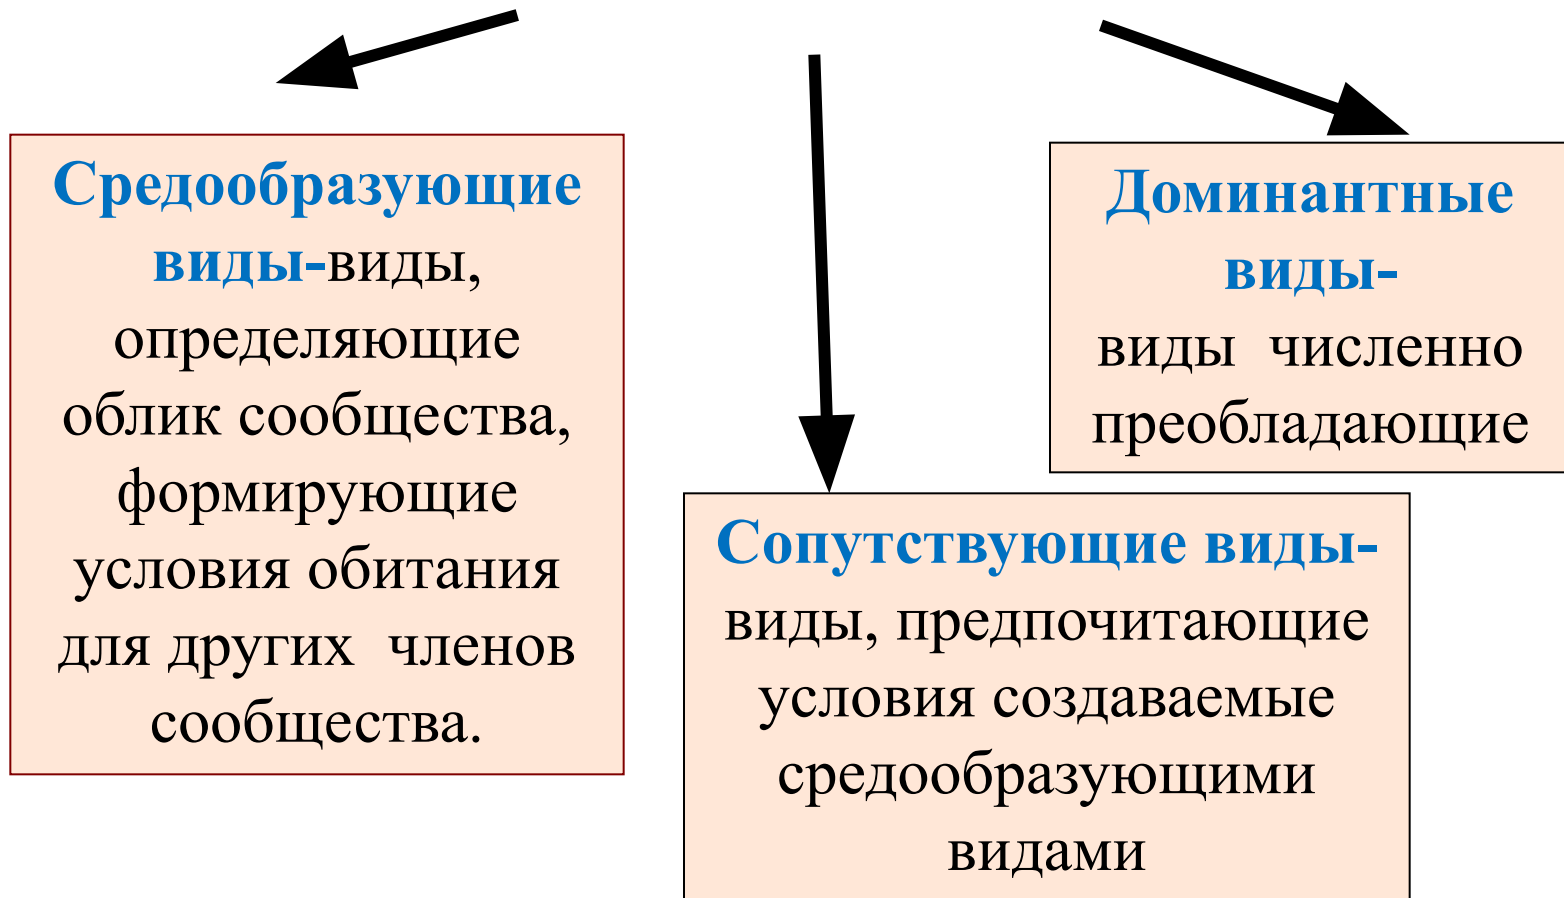 Средообразующие
виды-виды,
определяющие
облик сообщества,
формирующие
условия обитания
для других членов
сообщества.
Доминантные
виды-
виды численно
преобладающие
Сопутствующие виды-
виды, предпочитающие
условия создаваемые
средообразующими
видами